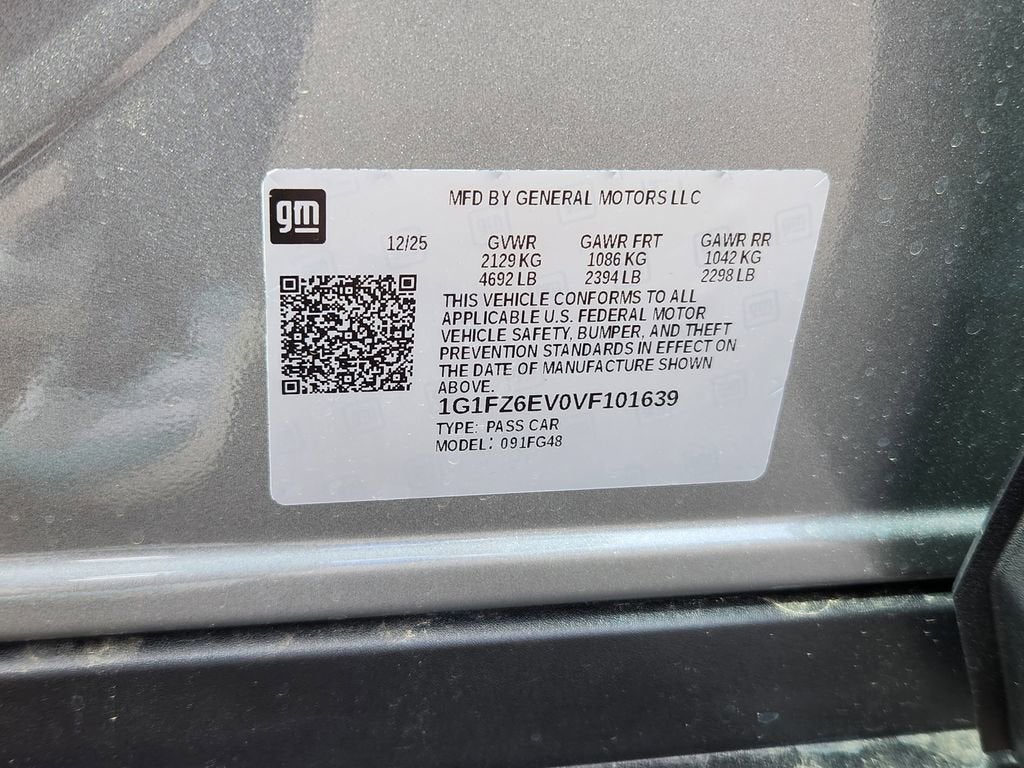 gm
MFD BY GENERAL MOTORS LLC
12/25 GVWR GAWR FRT GAWR RR
2129 KG 1086 KG 1042 KG
4692 LB 2394 LB 2298 LB
THIS VEHICLE CONFORMS TO ALL
APPLICABLE U.S. FEDERAL MOTOR
VEHICLE SAFETY, BUMPER, AND THEFT
PREVENTION STANDARDS IN EFFECT ON
THE DATE OF MANUFACTURE SHOWN
ABOVE.
1G1FZ6EV0VF101639
TYPE: PASS CAR
MODEL: 091FG48